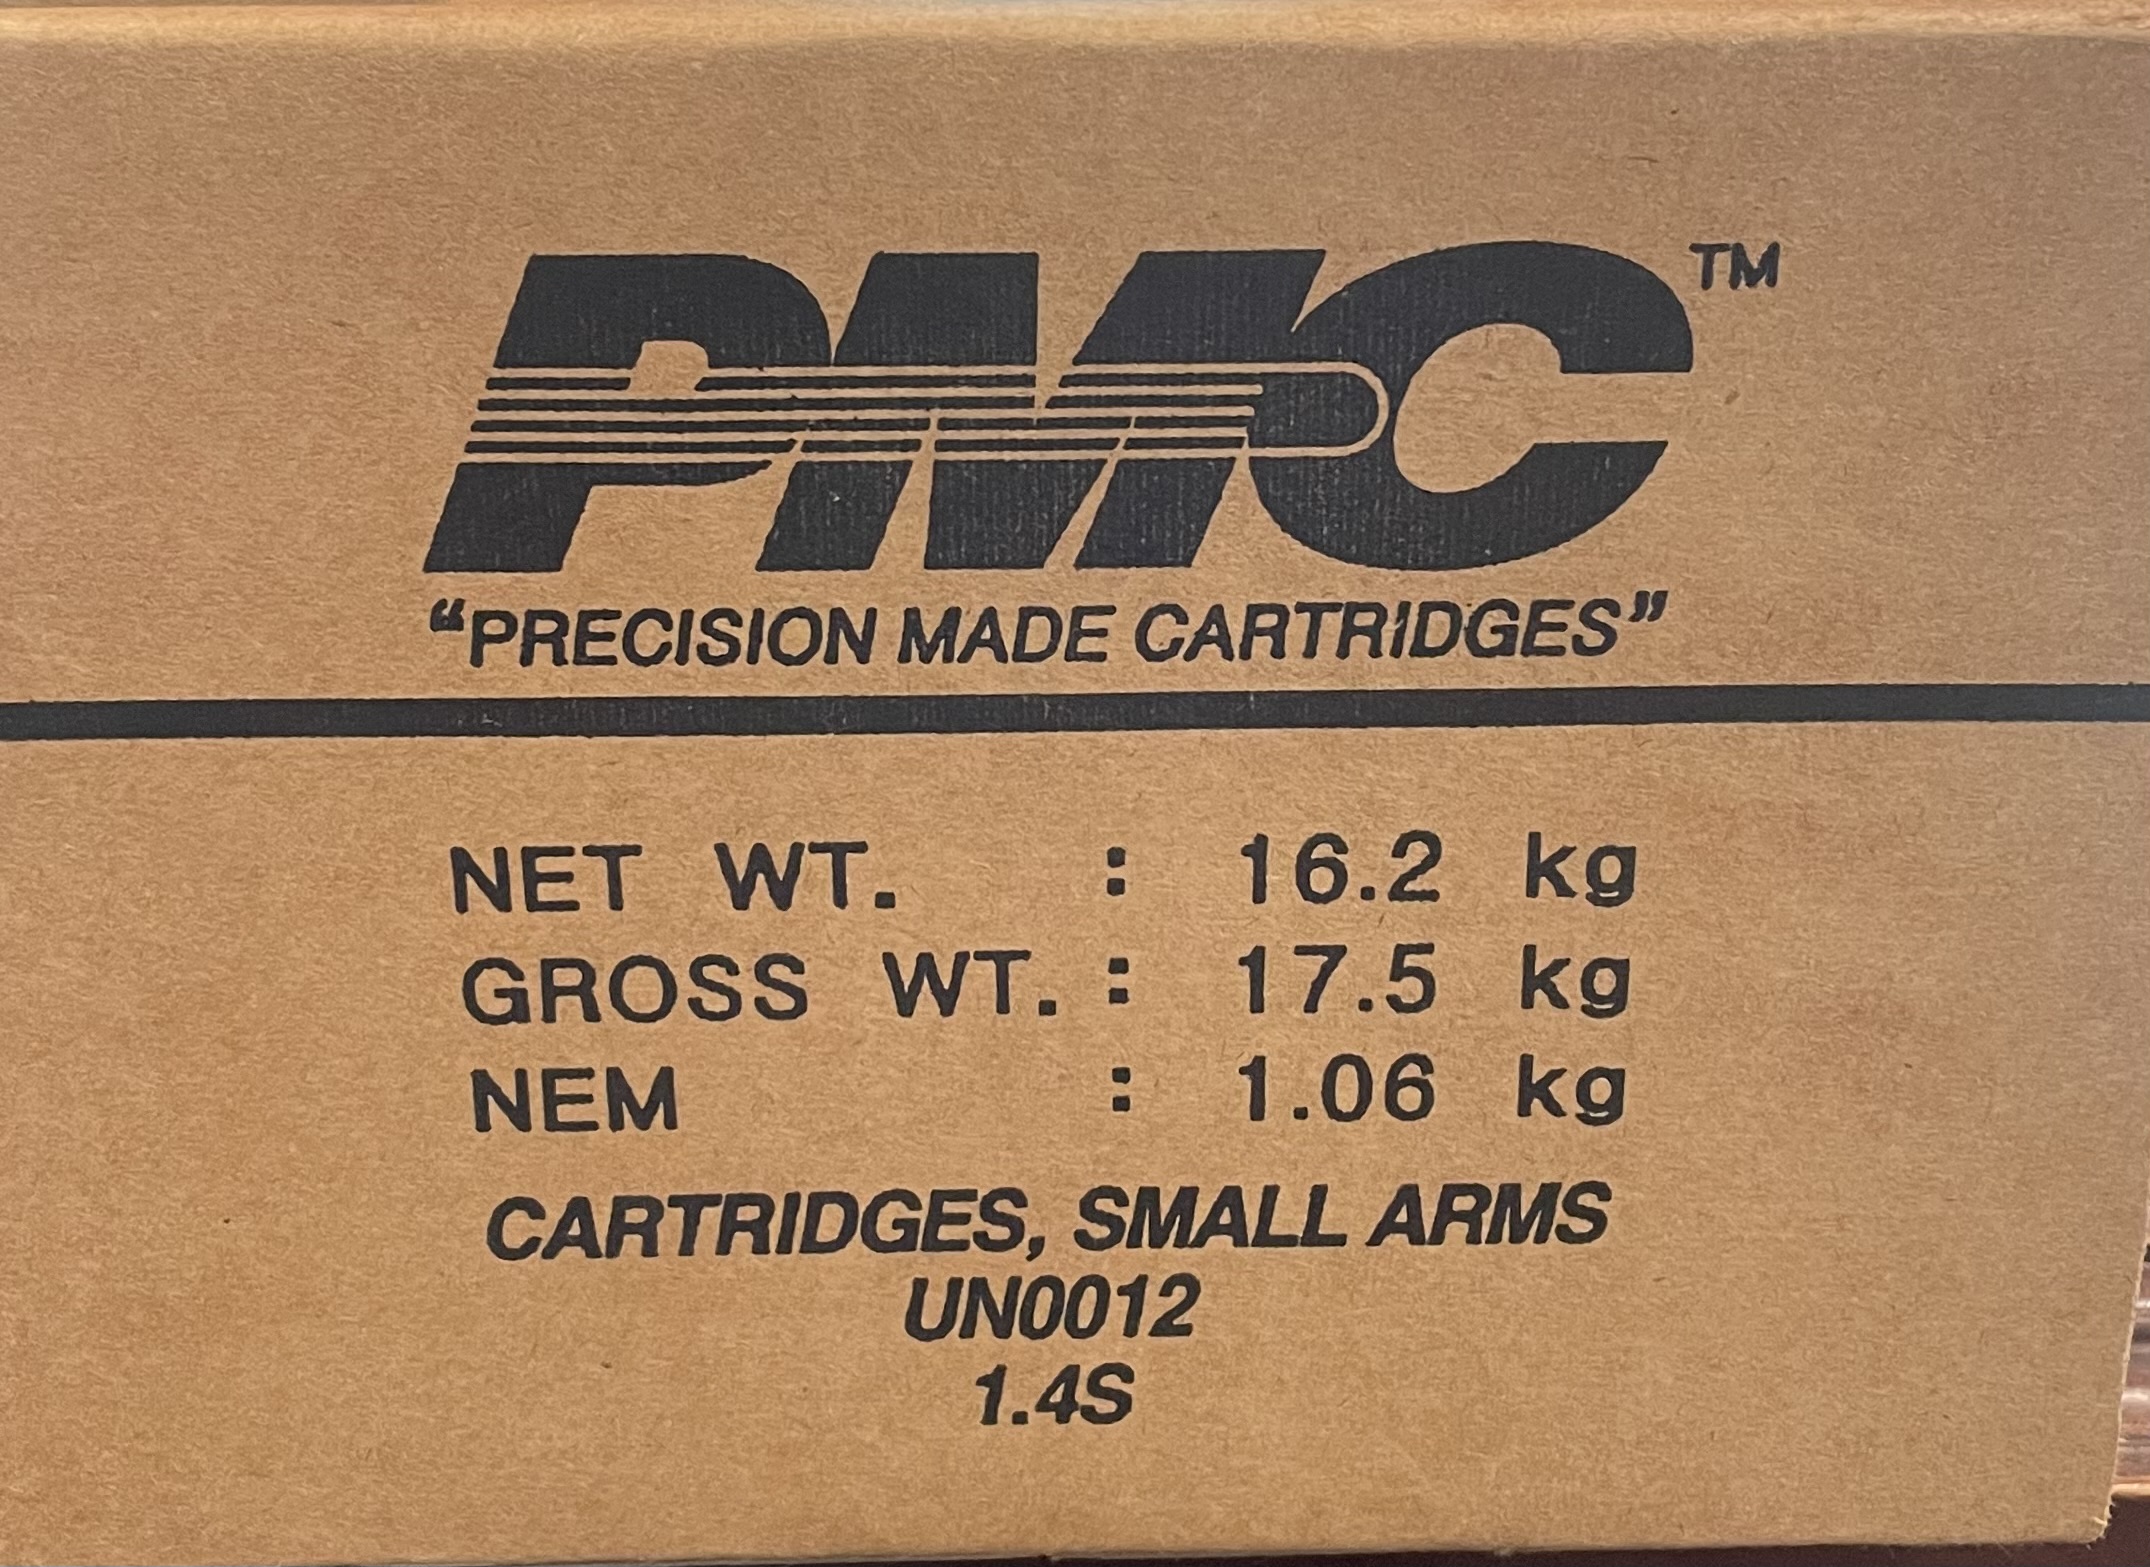 PMC™
“PRECISION MADE CARTRIDGES”
NET WT. : 16.2 kg
GROSS WT. : 17.5 kg
NEM : 1.06 kg
CARTRIDGES, SMALL ARMS
UN0012
1.4S